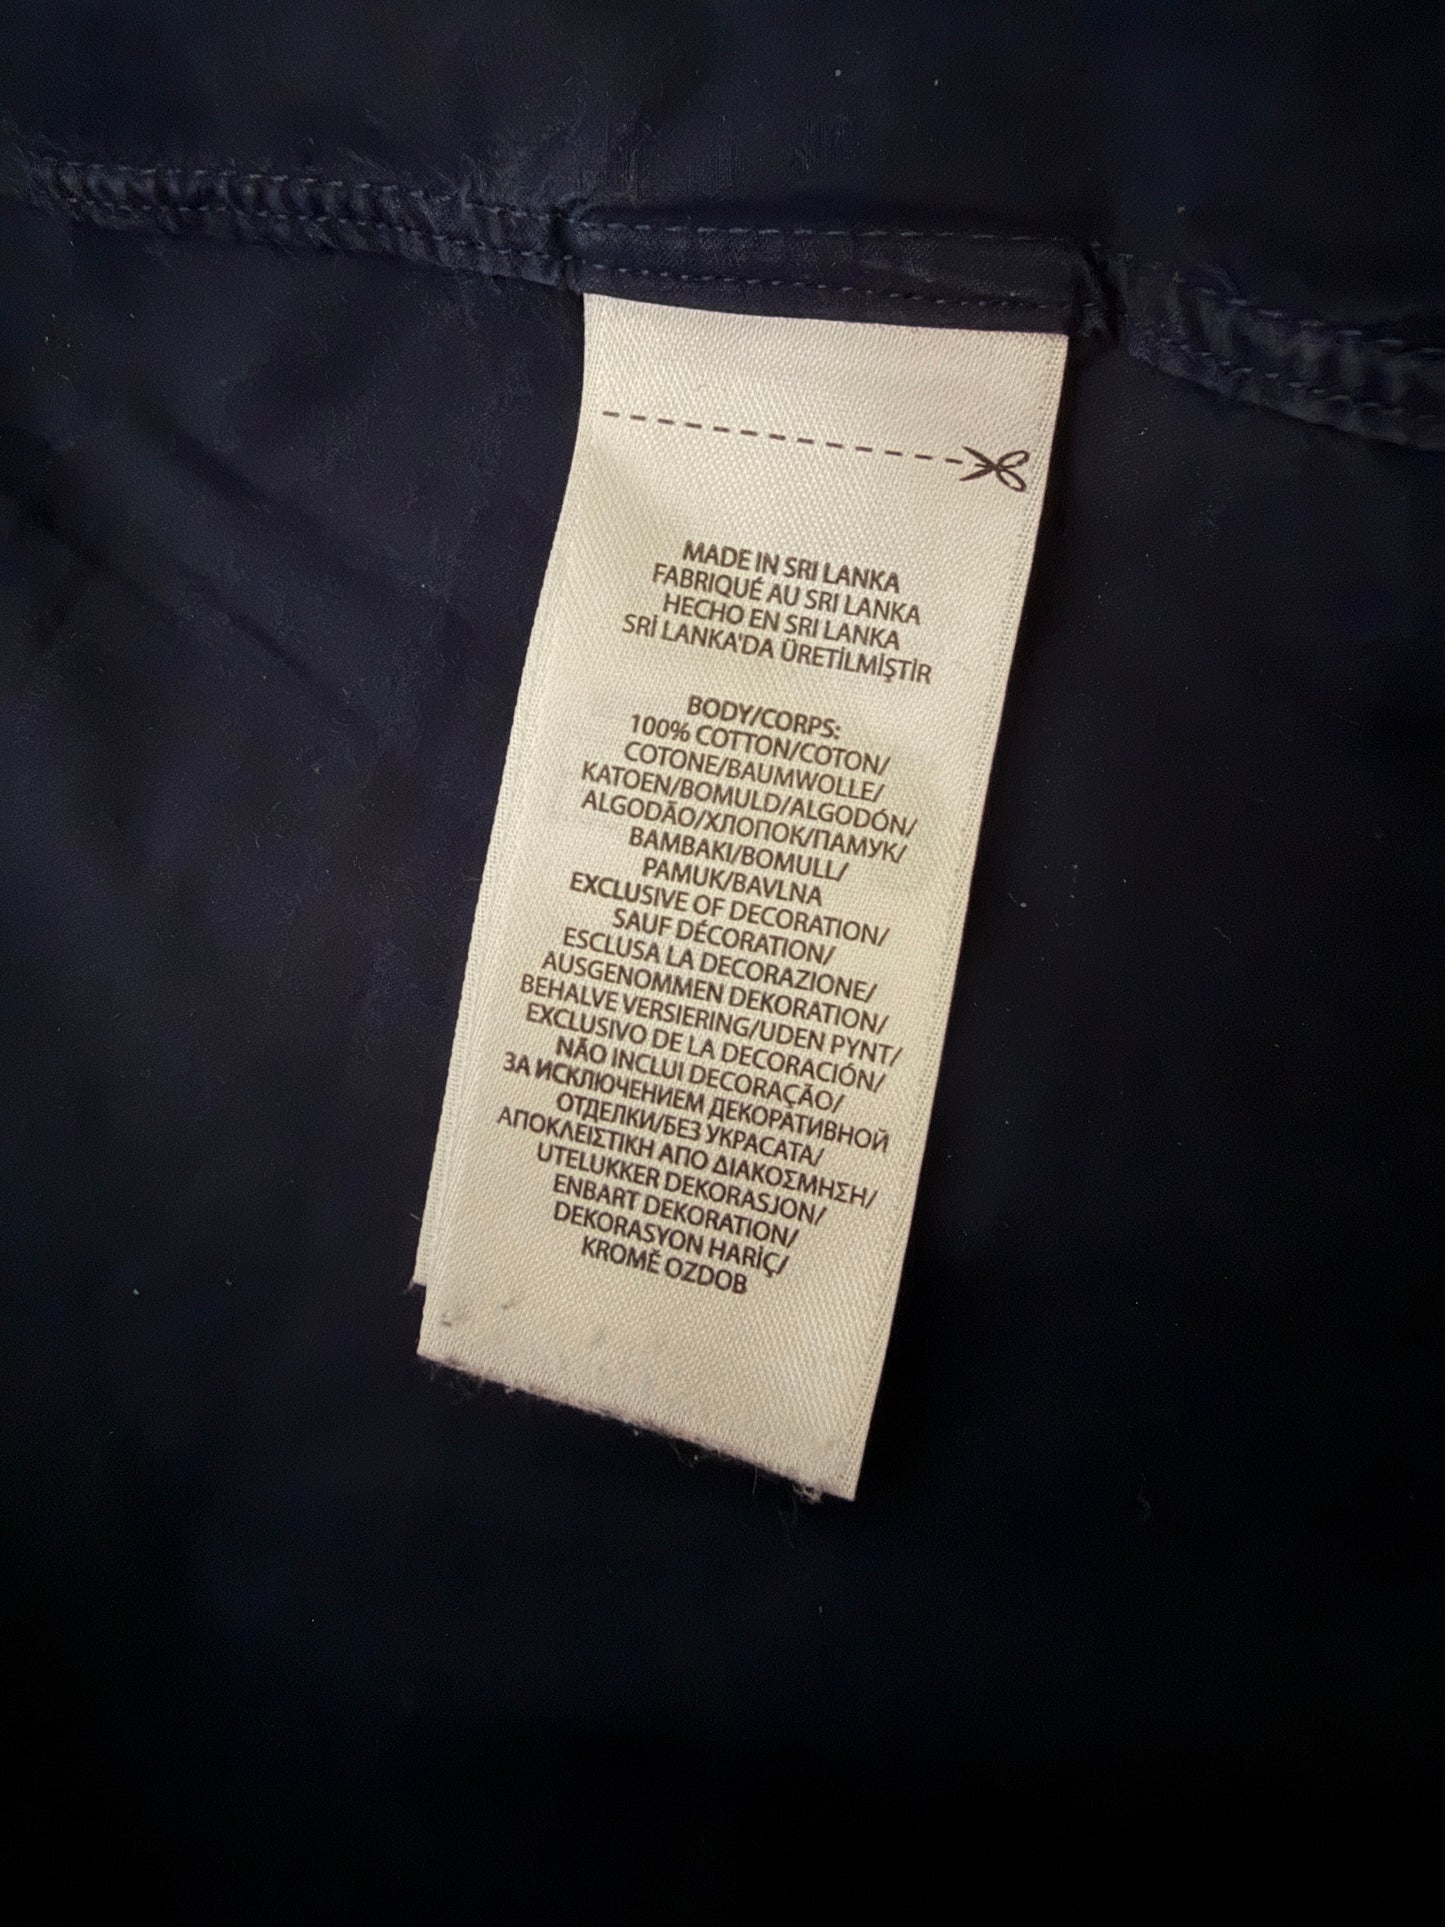 MADE IN SRI LANKA
FABRIQUÉ AU SRI LANKA
HECHO EN SRI LANKA
SRİ LANKA'DA ÜRETİLMİŞTİR
BODY/CORPS:
100% COTTON/COTON/
COTONE/BAUMWOLLE/
KATOEN/BOMULD/ALGODÓN/
ALGODÃO/ХЛОПОК/ПАМУК/
BAMBAKI/BOMULL/
PAMUK/BAVLNA
EXCLUSIVE OF DECORATION/
SAUF DÉCORATION/
ESCLUSA LA DECORAZIONE/
AUSGENOMMEN DEKORATION/
BEHALVE VERSIERING/UDEN PYNT/
EXCLUSIVO DE LA DECORACIÓN/
NÃO INCLUI DECORAÇÃO/
ЗА ИСКЛЮЧЕНИЕМ ДЕКОРАТИВНОЙ
ОТДЕЛКИ/БЕЗ УКРАСАТА/
ΑΠΟΚΛΕΙΣΤΙΚΗ ΑΠΟ ΔΙΑΚΟΣΜΗΣΗ/
UTELUKKER DEKORASJON/
ENBART DEKORATION/
DEKORASYON HARİÇ/
KROMĚ OZDOB